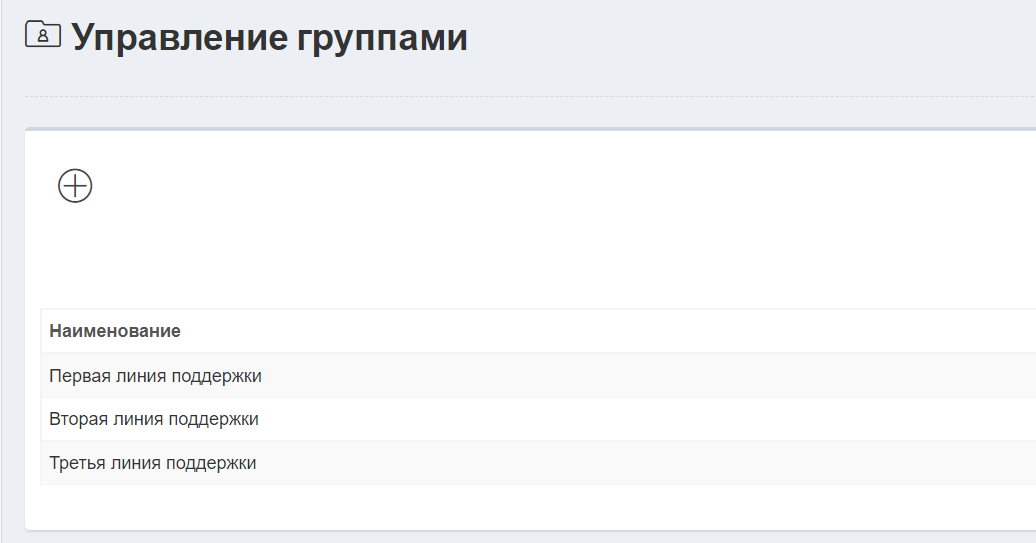 Управление группами
Наименование
Первая линия поддержки
Вторая линия поддержки
Третья линия поддержки